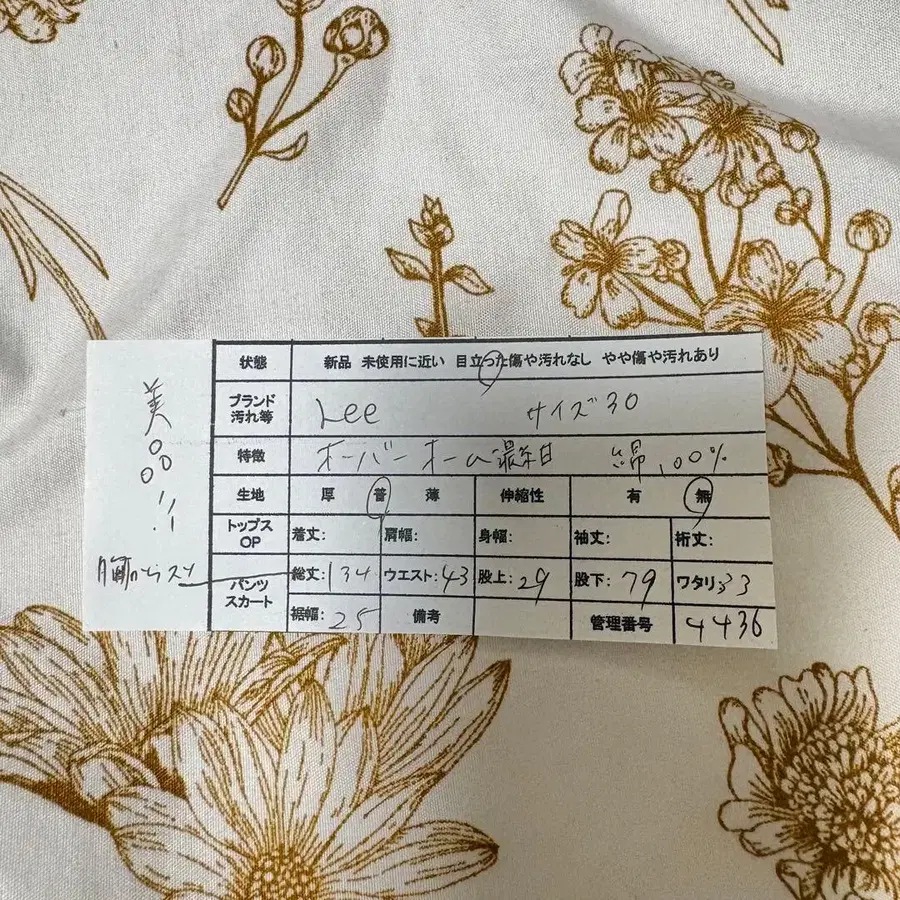 美品!!
胸からスソ
状態 新品 未使用に近い 目立った傷や汚れなし やや傷や汚れあり
ブランド
汚れ等
Lee サイズ30
特徴 オーバーオール 綿100%
生地 厚 普 薄 伸縮性 有 無
トップス
OP
着丈: 肩幅: 身幅: 袖丈: 裄丈:
パンツ
スカート
総丈:134 ウエスト:43 股上:29 股下:79 ワタリ:33
裾幅:25 備考 管理番号 4436